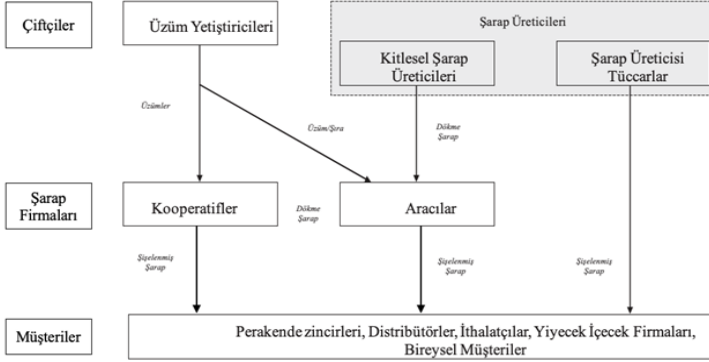 Şarap Üreticileri
Çiftçiler
Üzüm Yetiştiricileri
Kitlesel Şarap
Üreticileri
Şarap Üreticisi
Tüccarlar
Üzümler
Üzüm/Şıra
Dökme
Şarap
Şarap
Firmaları
Kooperatifler
Dökme
Şarap
Aracılar
Şişelenmiş
Şarap
Şişelenmiş
Şarap
Şişelenmiş
Şarap
Müşteriler
Perakende zincirleri, Distribütörler, İthalatçılar, Yiyecek İçecek Firmaları,
Bireysel Müşteriler